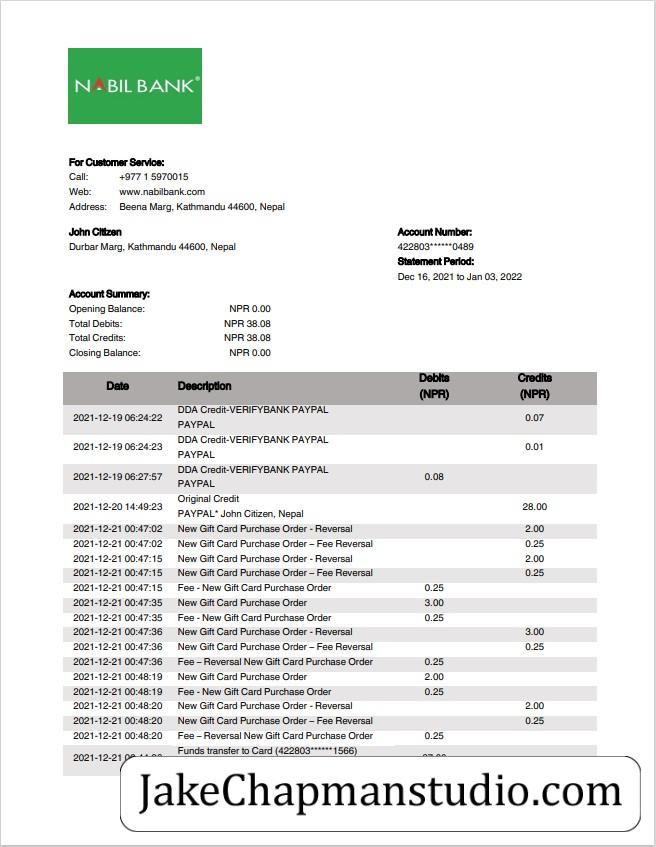 NABIL BANK®
For Customer Service:
Call: +977 1 5970015
Web: www.nabilbank.com
Address: Beena Marg, Kathmandu 44600, Nepal
John Citizen
Durbar Marg, Kathmandu 44600, Nepal
Account Number:
422803******0489
Statement Period:
Dec 16, 2021 to Jan 03, 2022
Account Summary:
Opening Balance: NPR 0.00
Total Debits: NPR 38.08
Total Credits: NPR 38.08
Closing Balance: NPR 0.00
Date Description Debits (NPR) Credits (NPR)
2021-12-19 06:24:22 DDA Credit-VERIFYBANK PAYPAL 0.07
PAYPAL
2021-12-19 06:24:23 DDA Credit-VERIFYBANK PAYPAL 0.01
PAYPAL
2021-12-19 06:27:57 DDA Credit-VERIFYBANK PAYPAL 0.08
PAYPAL
2021-12-20 14:49:23 Original Credit 28.00
PAYPAL* John Citizen, Nepal
2021-12-21 00:47:02 New Gift Card Purchase Order - Reversal 2.00
2021-12-21 00:47:02 New Gift Card Purchase Order – Fee Reversal 0.25
2021-12-21 00:47:15 New Gift Card Purchase Order - Reversal 2.00
2021-12-21 00:47:15 New Gift Card Purchase Order – Fee Reversal 0.25
2021-12-21 00:47:15 Fee - New Gift Card Purchase Order 0.25
2021-12-21 00:47:35 New Gift Card Purchase Order 3.00
2021-12-21 00:47:35 Fee - New Gift Card Purchase Order 0.25
2021-12-21 00:47:36 New Gift Card Purchase Order - Reversal 3.00
2021-12-21 00:47:36 New Gift Card Purchase Order – Fee Reversal 0.25
2021-12-21 00:47:36 Fee – Reversal New Gift Card Purchase Order 0.25
2021-12-21 00:48:19 New Gift Card Purchase Order 2.00
2021-12-21 00:48:19 Fee - New Gift Card Purchase Order 0.25
2021-12-21 00:48:20 New Gift Card Purchase Order - Reversal 2.00
2021-12-21 00:48:20 New Gift Card Purchase Order – Fee Reversal 0.25
2021-12-21 00:48:20 Fee – Reversal New Gift Card Purchase Order 0.25
2021-12-21 Funds transfer to Card (422803******1566)
JakeChapmanstudio.com